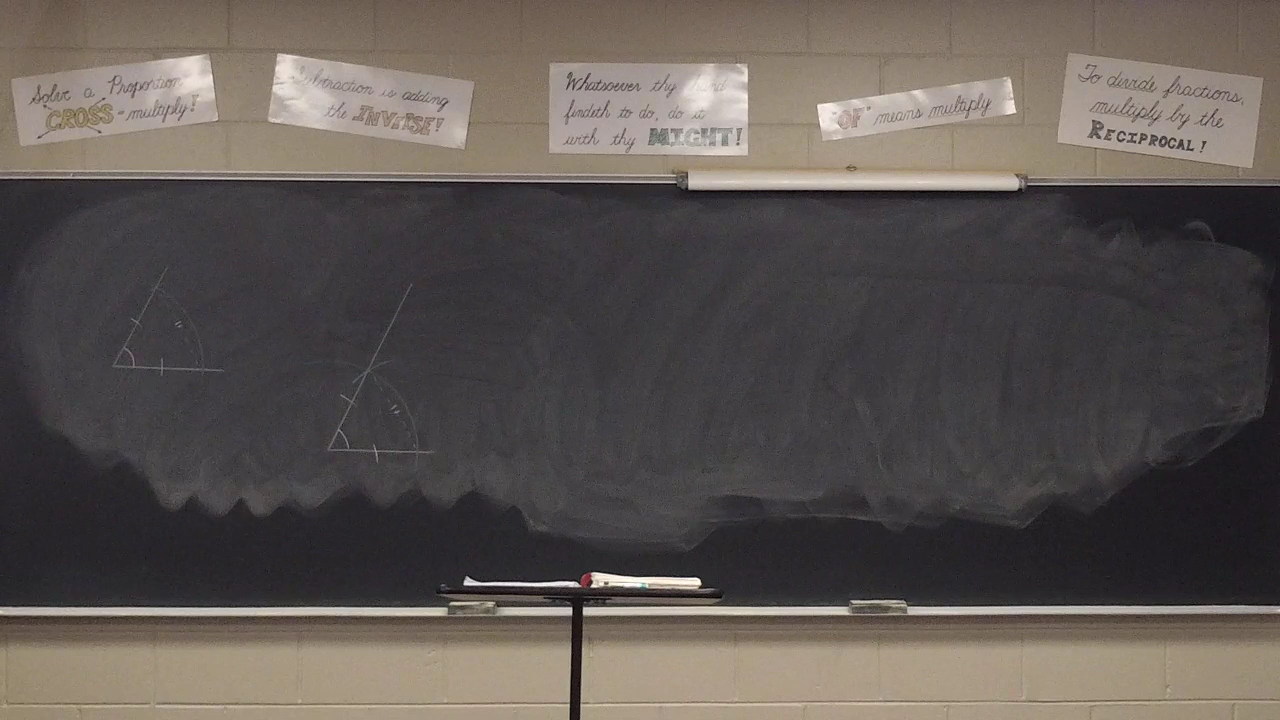 Solve a Proportion
"CROSS"-multiply!
Subtraction is adding
the INVERSE!
Whatsoever thy hand
findeth to do, do it
with thy MIGHT!
"OF" means multiply
To divide fractions,
multiply by the
RECIPROCAL!